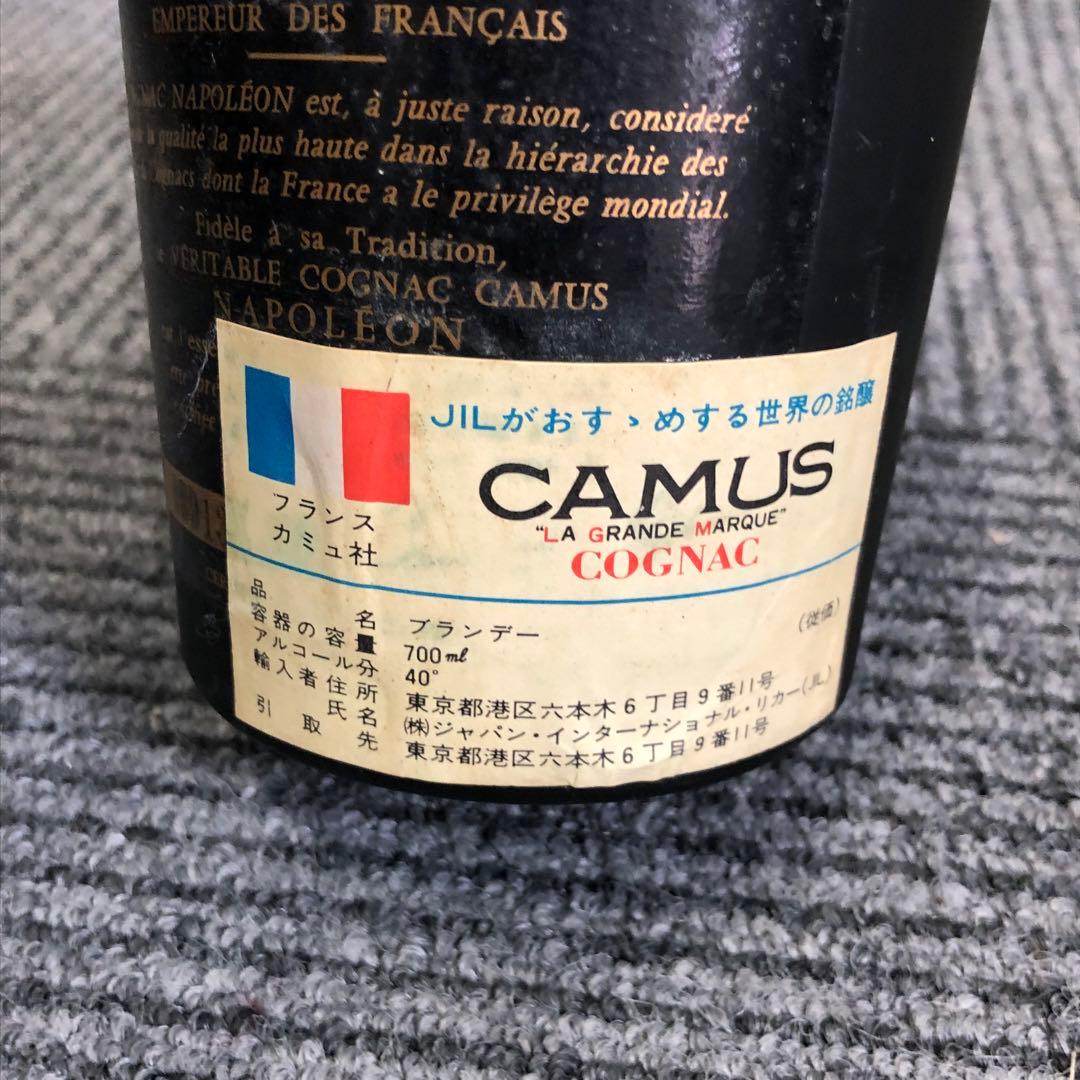 EMPEREUR DES FRANÇAIS
NAPOLÉON est, à juste raison, considéré
la qualité la plus haute dans la hiérarchie des
dont la France a le privilège mondial.
Fidèle à sa Tradition,
VÉRITABLE COGNAC CAMUS
NAPOLÉON
JILがおすゝめする世界の銘醸
CAMUS
"LA GRANDE MARQUE"
COGNAC
フランス
カミュ社
品名 ブランデー (従価)
容器の容量 700ml
アルコール分 40°
輸入者住所 東京都港区六本木6丁目9番11号
氏名 (株)ジャパン・インターナショナル・リカー(JIL)
引取先 東京都港区六本木6丁目9番11号